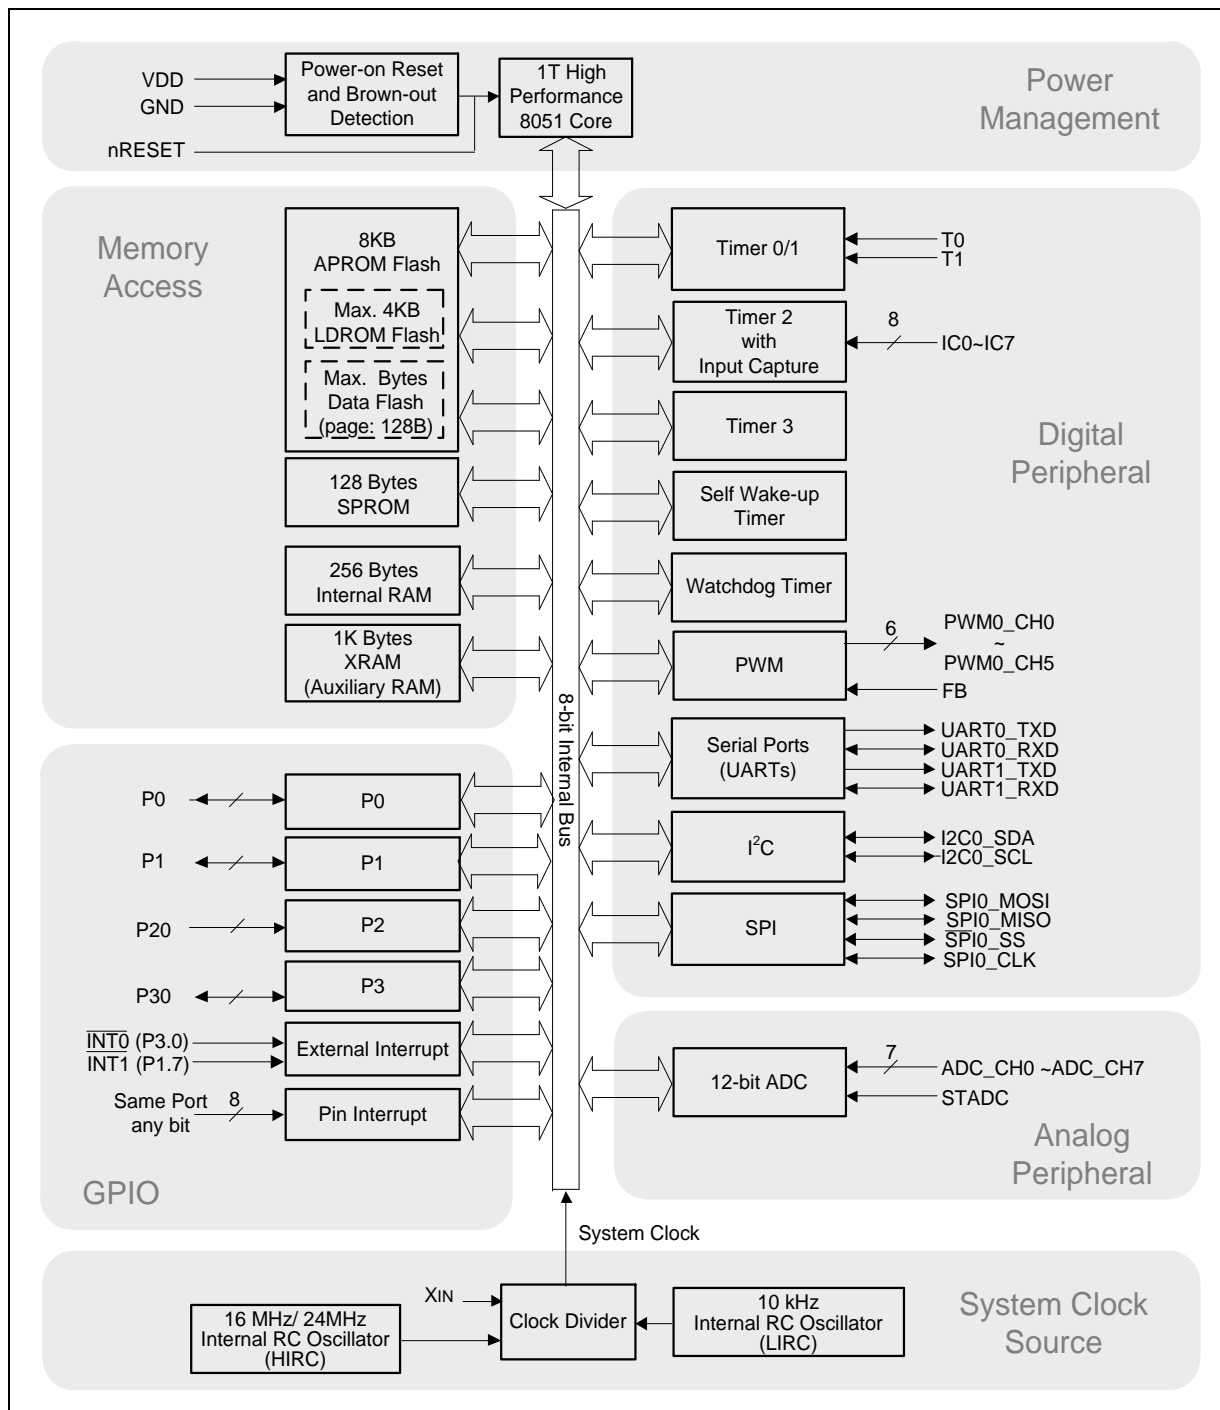 VDD
GND
nRESET
Power-on Reset
and Brown-out
Detection
1T High
Performance
8051 Core
Power
Management
Memory
Access
8KB
APROM Flash
Max. 4KB
LDROM Flash
Max. Bytes
Data Flash
(page: 128B)
128 Bytes
SPROM
256 Bytes
Internal RAM
1K Bytes
XRAM
(Auxiliary RAM)
8-bit Internal Bus
Timer 0/1
T0
T1
Timer 2
with
Input Capture
8
IC0~IC7
Timer 3
Self Wake-up
Timer
Watchdog Timer
PWM
6
PWM0_CH0
~
PWM0_CH5
FB
Serial Ports
(UARTs)
UART0_TXD
UART0_RXD
UART1_TXD
UART1_RXD
I²C
I2C0_SDA
I2C0_SCL
SPI
SPI0_MOSI
SPI0_MISO
SPI0_SS
SPI0_CLK
Digital
Peripheral
P0
P0
P1
P1
P20
P2
P30
P3
INT0 (P3.0)
INT1 (P1.7)
External Interrupt
Same Port
any bit
8
Pin Interrupt
GPIO
12-bit ADC
7
ADC_CH0 ~ADC_CH7
STADC
Analog
Peripheral
System Clock
XIN
16 MHz/ 24MHz
Internal RC Oscillator
(HIRC)
Clock Divider
10 kHz
Internal RC Oscillator
(LIRC)
System Clock
Source